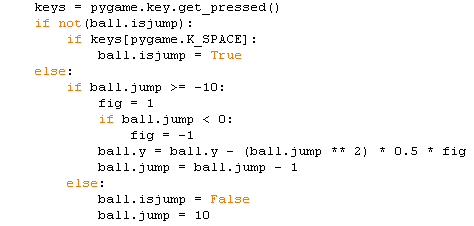 keys = pygame.key.get_pressed()
if not(ball.isjump):
    if keys[pygame.K_SPACE]:
        ball.isjump = True
else:
    if ball.jump >= -10:
        fig = 1
        if ball.jump < 0:
            fig = -1
        ball.y = ball.y - (ball.jump ** 2) * 0.5 * fig
        ball.jump = ball.jump - 1
    else:
        ball.isjump = False
        ball.jump = 10